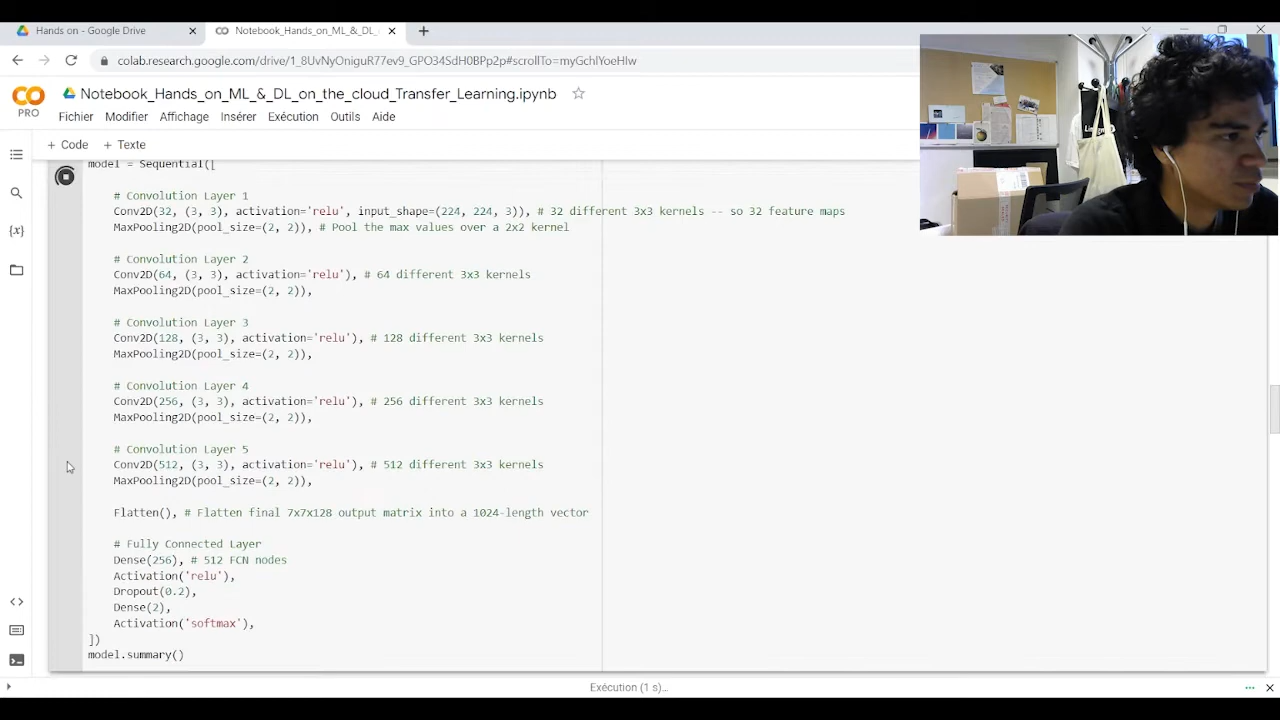 Hands on - Google Drive
Notebook_Hands_on_ML_&_DL_
colab.research.google.com/drive/1_8UvNyOniguR77ev9_GPO34SdH0BPp2p#scrollTo=myGchlYoeHIw
CO
PRO
Notebook_Hands_on_ML_&_DL_on_the_cloud_Transfer_Learning.ipynb
Fichier Modifier Affichage Insérer Exécution Outils Aide
+ Code + Texte
model = Sequential([
# Convolution Layer 1
Conv2D(32, (3, 3), activation='relu', input_shape=(224, 224, 3)), # 32 different 3x3 kernels -- so 32 feature maps
MaxPooling2D(pool_size=(2, 2)), # Pool the max values over a 2x2 kernel
# Convolution Layer 2
Conv2D(64, (3, 3), activation='relu'), # 64 different 3x3 kernels
MaxPooling2D(pool_size=(2, 2)),
# Convolution Layer 3
Conv2D(128, (3, 3), activation='relu'), # 128 different 3x3 kernels
MaxPooling2D(pool_size=(2, 2)),
# Convolution Layer 4
Conv2D(256, (3, 3), activation='relu'), # 256 different 3x3 kernels
MaxPooling2D(pool_size=(2, 2)),
# Convolution Layer 5
Conv2D(512, (3, 3), activation='relu'), # 512 different 3x3 kernels
MaxPooling2D(pool_size=(2, 2)),
Flatten(), # Flatten final 7x7x128 output matrix into a 1024-length vector
# Fully Connected Layer
Dense(256), # 512 FCN nodes
Activation('relu'),
Dropout(0.2),
Dense(2),
Activation('softmax'),
])
model.summary()
Exécution (1 s)...